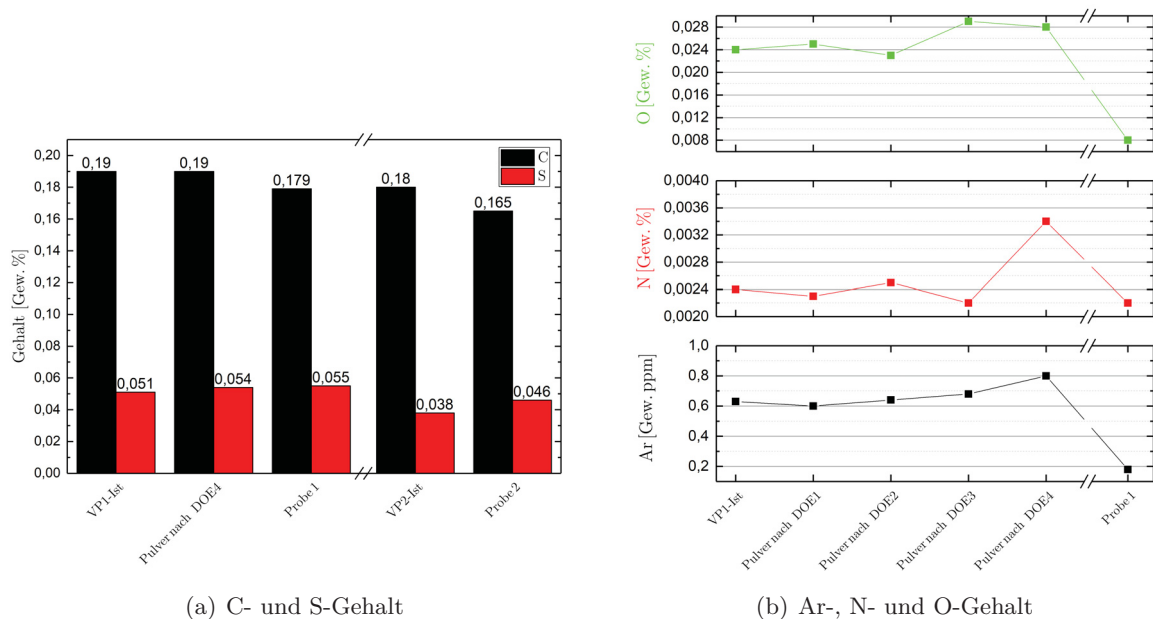 Gehalt [Gew. %]
0,20
0,18
0,16
0,14
0,12
0,10
0,08
0,06
0,04
0,02
0,00
0,19
0,051
0,19
0,054
0,179
0,055
0,18
0,038
0,165
0,046
C
S
VP1-Ist
Pulver nach DOE4
Probe 1
VP2-Ist
Probe 2
(a) C- und S-Gehalt
O [Gew. %]
0,028
0,024
0,020
0,016
0,012
0,008
N [Gew. %]
0,0040
0,0034
0,0028
0,0024
0,0020
Ar [Gew. ppm]
1,0
0,8
0,6
0,4
0,2
VP1-Ist
Pulver nach DOE1
Pulver nach DOE2
Pulver nach DOE3
Pulver nach DOE4
Probe 1
(b) Ar-, N- und O-Gehalt